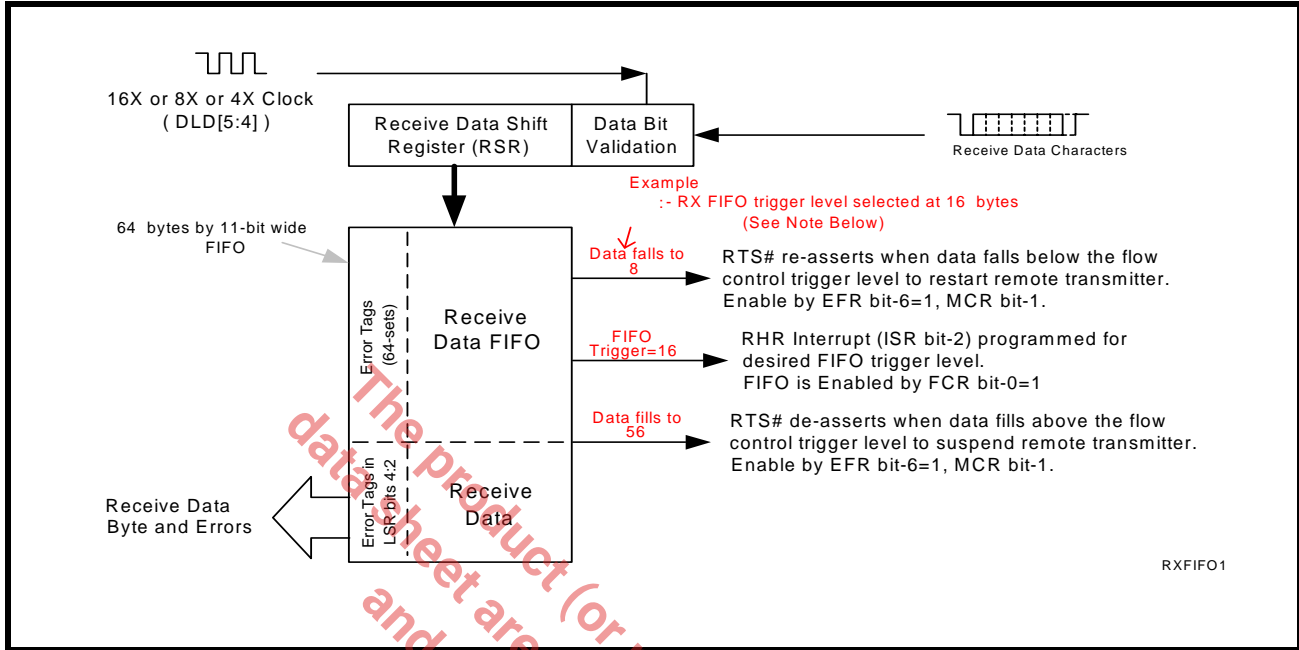 16X or 8X or 4X Clock
( DLD[5:4] )
Receive Data Shift
Register (RSR)
Data Bit
Validation
Receive Data Characters
Example
:- RX FIFO trigger level selected at 16 bytes
(See Note Below)
64 bytes by 11-bit wide
FIFO
Data falls to
8
RTS# re-asserts when data falls below the flow
control trigger level to restart remote transmitter.
Enable by EFR bit-6=1, MCR bit-1.
Error Tags
(64-sets)
Receive
Data FIFO
FIFO
Trigger=16
RHR Interrupt (ISR bit-2) programmed for
desired FIFO trigger level.
FIFO is Enabled by FCR bit-0=1
Data fills to
56
RTS# de-asserts when data fills above the flow
control trigger level to suspend remote transmitter.
Enable by EFR bit-6=1, MCR bit-1.
Error Tags in
LSR bits 4:2
Receive
Data
Receive Data
Byte and Errors
RXFIFO1
The product (or
data sheet are
and